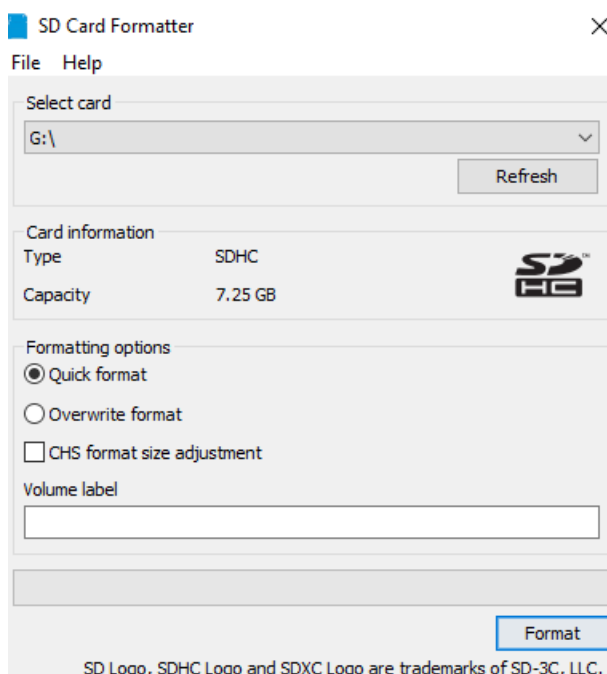 SD Card Formatter
File Help
Select card
G:\
Refresh
Card information
Type SDHC
Capacity 7.25 GB
SD HC ™
Formatting options
Quick format
Overwrite format
CHS format size adjustment
Volume label
Format
SD Logo, SDHC Logo and SDXC Logo are trademarks of SD-3C, LLC.